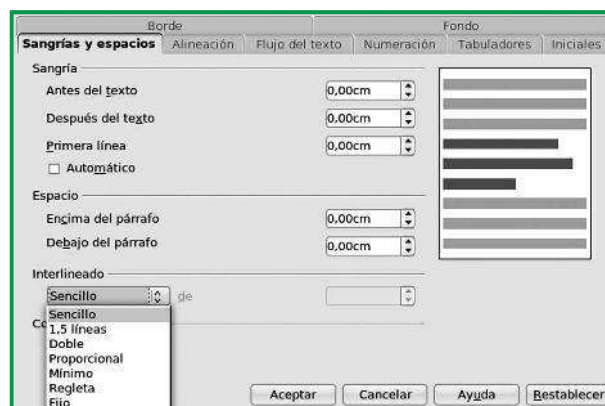 Borde Fondo
Sangrías y espacios Alineación Flujo del texto Numeración Tabuladores Iniciales
Sangría
Antes del texto 0,00cm
Después del texto 0,00cm
Primera línea 0,00cm
Automático
Espacio
Encima del párrafo 0,00cm
Debajo del párrafo 0,00cm
Interlineado
Sencillo de
Sencillo
1,5 líneas
Doble
Proporcional
Mínimo
Regleta
Fijo
Aceptar Cancelar Ayuda Restablecer